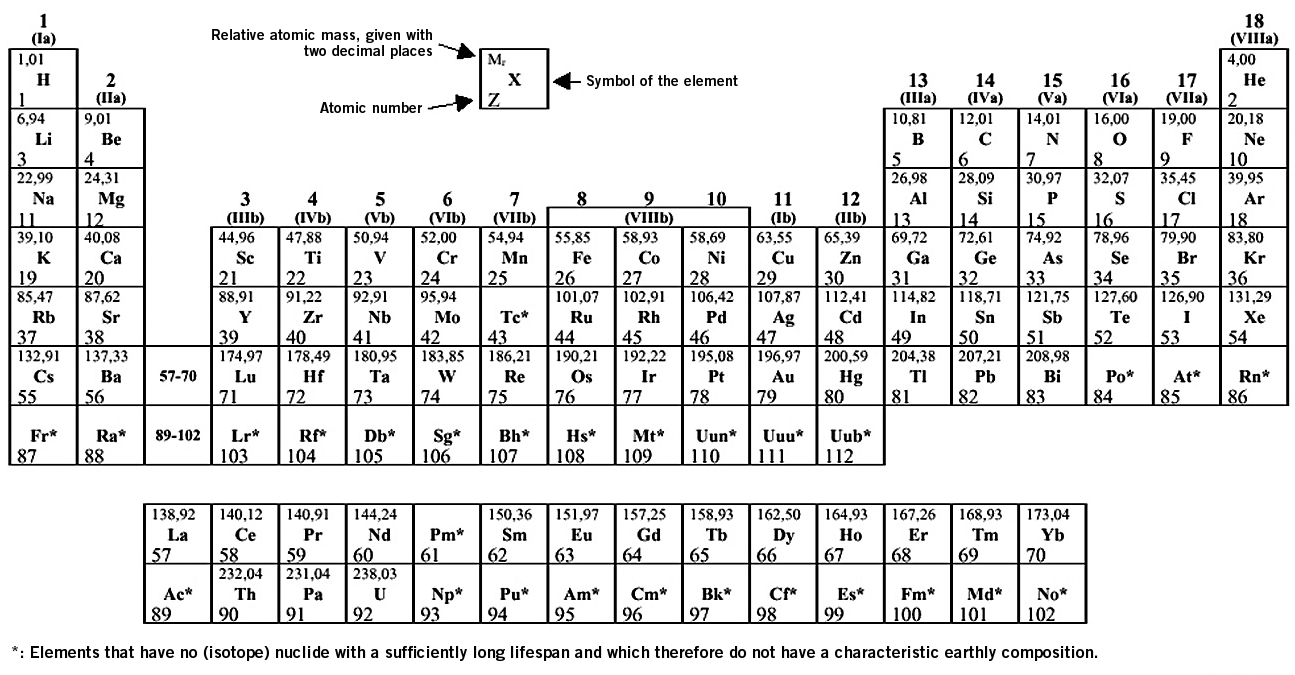 1 18
(Ia) (VIIIa)
Relative atomic mass, given with
two decimal places
1,01 Mr 4,00
H 2 X Symbol of the element 13 14 15 16 17 He
1 (IIa) Atomic number Z (IIIa) (IVa) (Va) (VIa) (VIIa) 2
6,94 9,01 10,81 12,01 14,01 16,00 19,00 20,18
Li Be B C N O F Ne
3 4 5 6 7 8 9 10
22,99 24,31 26,98 28,09 30,97 32,07 35,45 39,95
Na Mg 3 4 5 6 7 8 9 10 11 12 Al Si P S Cl Ar
11 12 (IIIb) (IVb) (Vb) (VIb) (VIIb) (VIIIb) (Ib) (IIb) 13 14 15 16 17 18
39,10 40,08 44,96 47,88 50,94 52,00 54,94 55,85 58,93 58,69 63,55 65,39 69,72 72,61 74,92 78,96 79,90 83,80
K Ca Sc Ti V Cr Mn Fe Co Ni Cu Zn Ga Ge As Se Br Kr
19 20 21 22 23 24 25 26 27 28 29 30 31 32 33 34 35 36
85,47 87,62 88,91 91,22 92,91 95,94 101,07 102,91 106,42 107,87 112,41 114,82 118,71 121,75 127,60 126,90 131,29
Rb Sr Y Zr Nb Mo Tc* Ru Rh Pd Ag Cd In Sn Sb Te I Xe
37 38 39 40 41 42 43 44 45 46 47 48 49 50 51 52 53 54
132,91 137,33 174,97 178,49 180,95 183,85 186,21 190,21 192,22 195,08 196,97 200,59 204,38 207,21 208,98
Cs Ba 57-70 Lu Hf Ta W Re Os Ir Pt Au Hg Tl Pb Bi Po* At* Rn*
55 56 71 72 73 74 75 76 77 78 79 80 81 82 83 84 85 86
Fr* Ra* 89-102 Lr* Rf* Db* Sg* Bh* Hs* Mt* Uun* Uuu* Uub*
87 88 103 104 105 106 107 108 109 110 111 112
138,92 140,12 140,91 144,24 150,36 151,97 157,25 158,93 162,50 164,93 167,26 168,93 173,04
La Ce Pr Nd Pm* Sm Eu Gd Tb Dy Ho Er Tm Yb
57 58 59 60 61 62 63 64 65 66 67 68 69 70
232,04 231,04 238,03
Ac* Th Pa U Np* Pu* Am* Cm* Bk* Cf* Es* Fm* Md* No*
89 90 91 92 93 94 95 96 97 98 99 100 101 102
*: Elements that have no (isotope) nuclide with a sufficiently long lifespan and which therefore do not have a characteristic earthly composition.